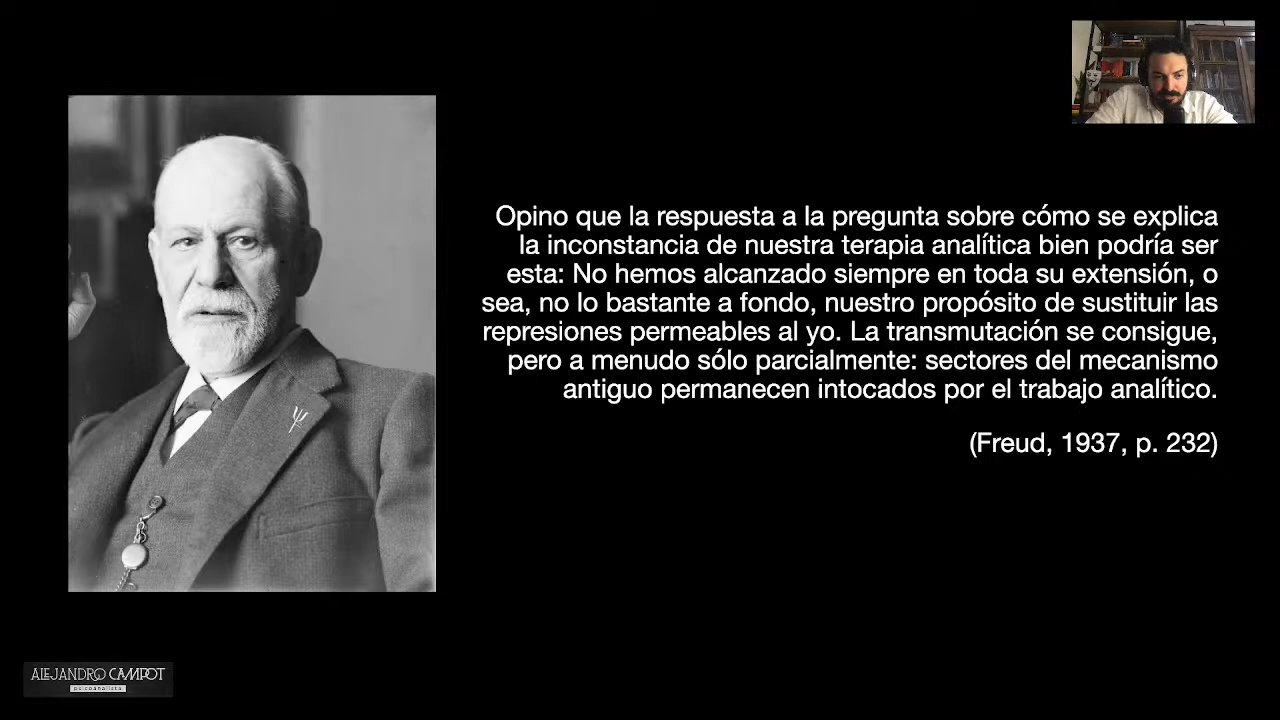 Opino que la respuesta a la pregunta sobre cómo se explica
la inconstancia de nuestra terapia analítica bien podría ser
esta: No hemos alcanzado siempre en toda su extensión, o
sea, no lo bastante a fondo, nuestro propósito de sustituir las
represiones permeables al yo. La transmutación se consigue,
pero a menudo sólo parcialmente: sectores del mecanismo
antiguo permanecen intocados por el trabajo analítico.
(Freud, 1937, p. 232)
ALEJANDRO CAMPOT
psicoanalista